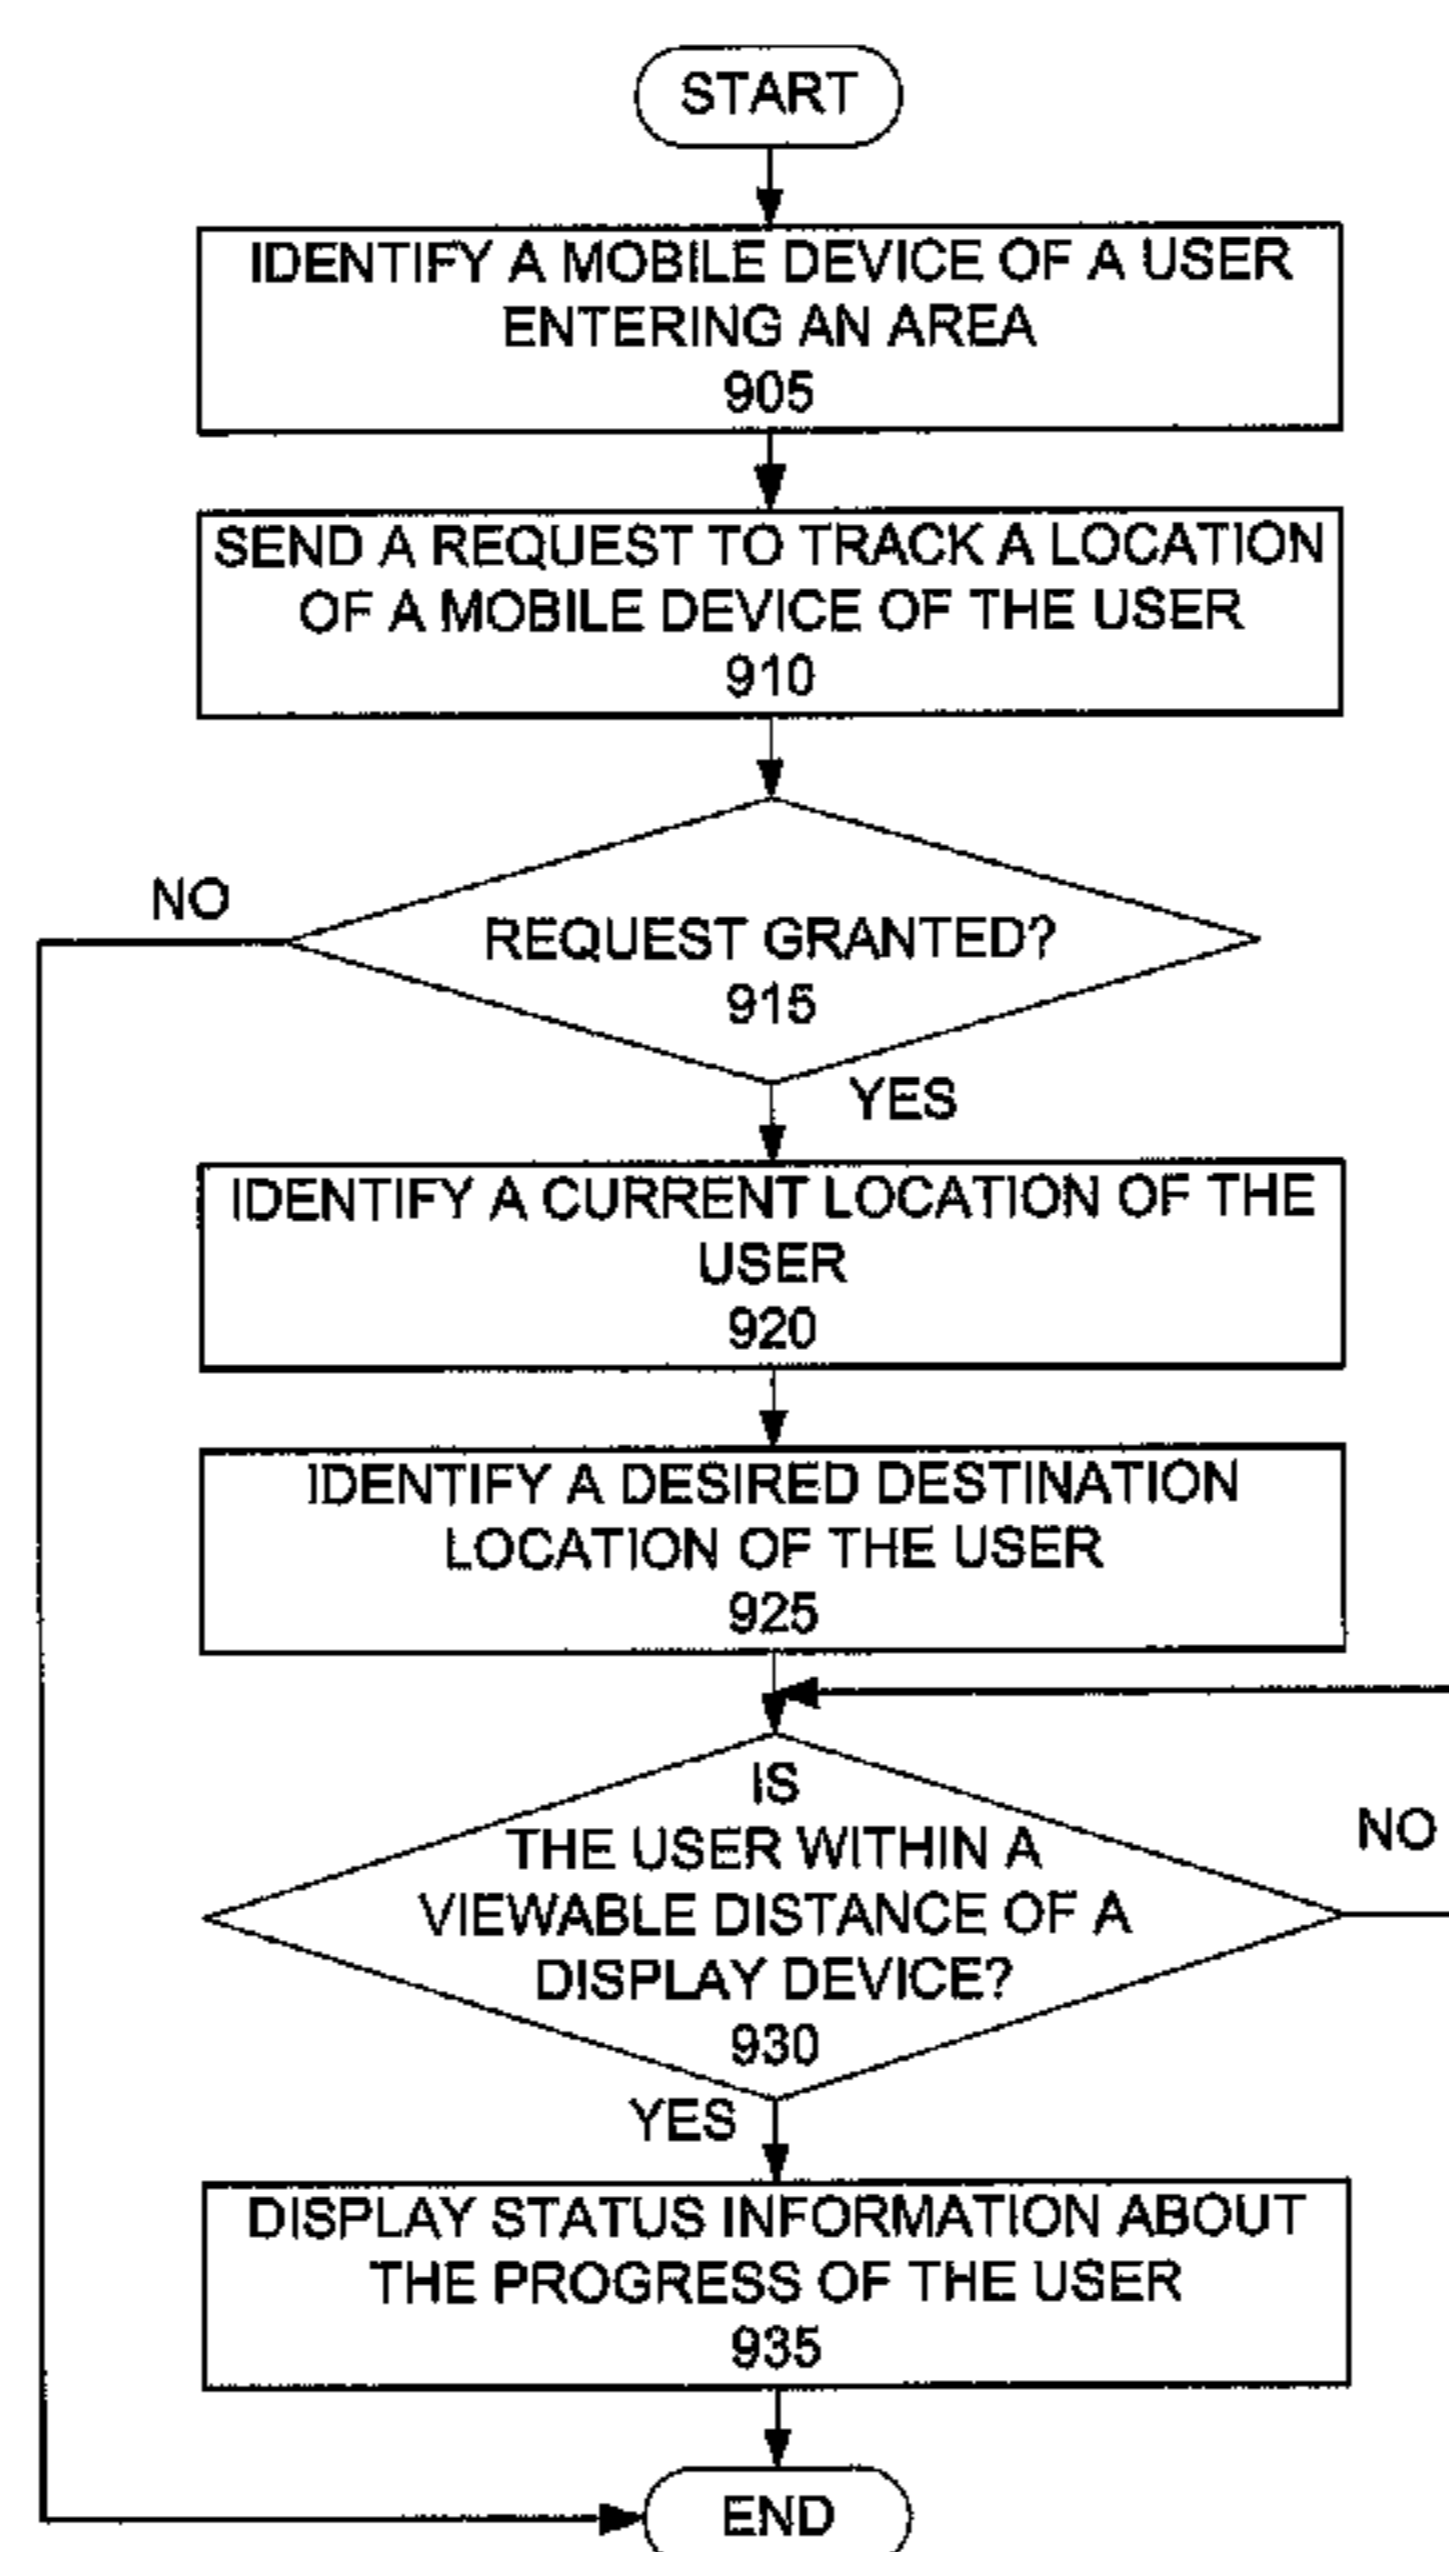 START
IDENTIFY A MOBILE DEVICE OF A USER
ENTERING AN AREA
905
SEND A REQUEST TO TRACK A LOCATION
OF A MOBILE DEVICE OF THE USER
910
NO
REQUEST GRANTED?
915
YES
IDENTIFY A CURRENT LOCATION OF THE
USER
920
IDENTIFY A DESIRED DESTINATION
LOCATION OF THE USER
925
IS
THE USER WITHIN A
VIEWABLE DISTANCE OF A
DISPLAY DEVICE?
930
NO
YES
DISPLAY STATUS INFORMATION ABOUT
THE PROGRESS OF THE USER
935
END